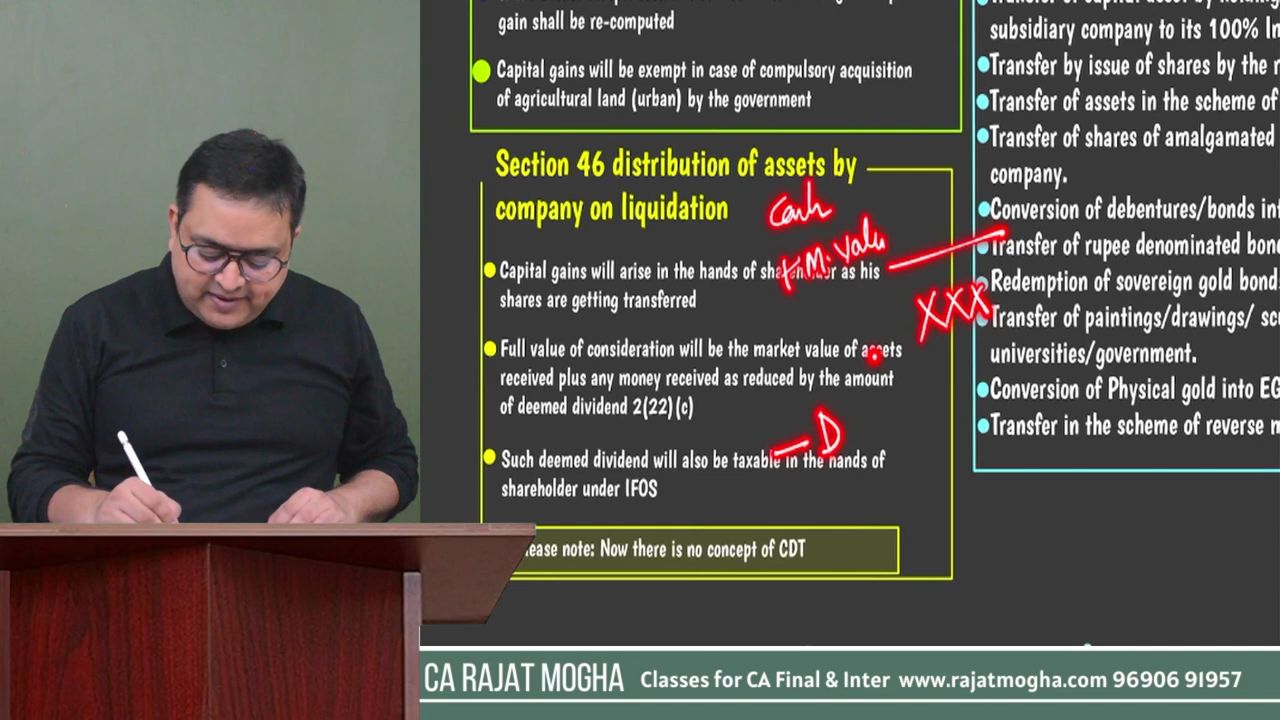 gain shall be re-computed
Capital gains will be exempt in case of compulsory acquisition
of agricultural land (urban) by the government
Section 46 distribution of assets by
company on liquidation
Cash
+ M. Valu
Capital gains will arise in the hands of shareholder as his
shares are getting transferred
XXX
Full value of consideration will be the market value of assets
received plus any money received as reduced by the amount
of deemed dividend 2(22)(c)
— D
Such deemed dividend will also be taxable in the hands of
shareholder under IFOS
ease note: Now there is no concept of CDT
subsidiary company to its 100% In
Transfer by issue of shares by the r
Transfer of assets in the scheme of
Transfer of shares of amalgamated
company.
Conversion of debentures/bonds int
Transfer of rupee denominated bond
Redemption of sovereign gold bonds
Transfer of paintings/drawings/ sc
universities/government.
Conversion of Physical gold into EG
Transfer in the scheme of reverse m
CA RAJAT MOGHA Classes for CA Final & Inter www.rajatmogha.com 96906 91957